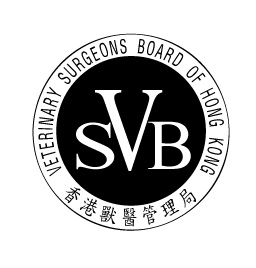 VETERINARY SURGEONS BOARD OF HONG KONG
SVB
香港獸醫管理局